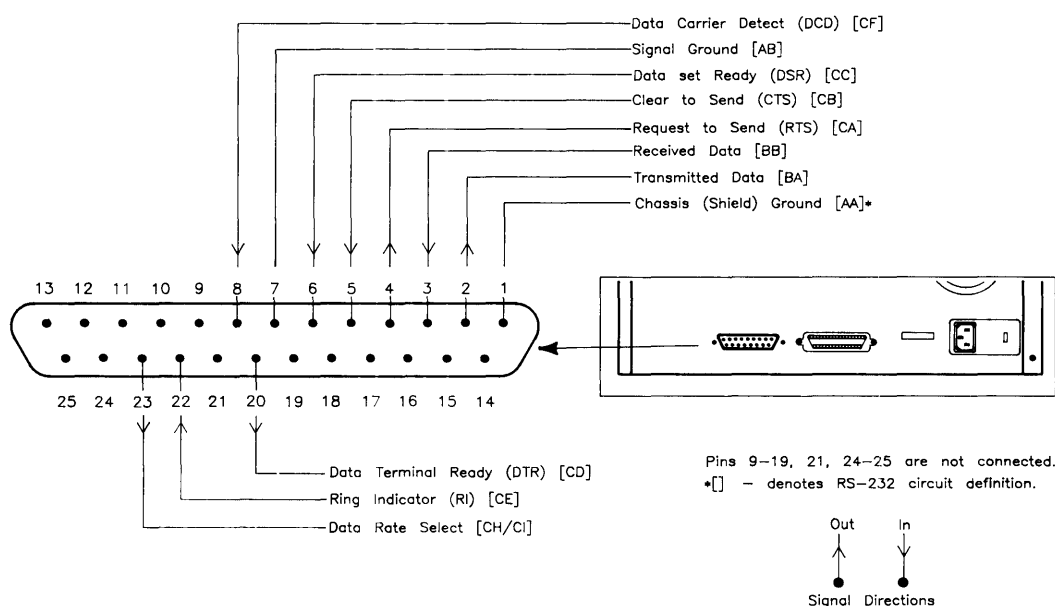 Data Carrier Detect (DCD) [CF]
Signal Ground [AB]
Data set Ready (DSR) [CC]
Clear to Send (CTS) [CB]
Request to Send (RTS) [CA]
Received Data [BB]
Transmitted Data [BA]
Chassis (Shield) Ground [AA]*
13 12 11 10 9 8 7 6 5 4 3 2 1
25 24 23 22 21 20 19 18 17 16 15 14
Data Terminal Ready (DTR) [CD]
Ring Indicator (RI) [CE]
Data Rate Select [CH/CI]
Pins 9-19, 21, 24-25 are not connected.
*[] - denotes RS-232 circuit definition.
Out In
Signal Directions